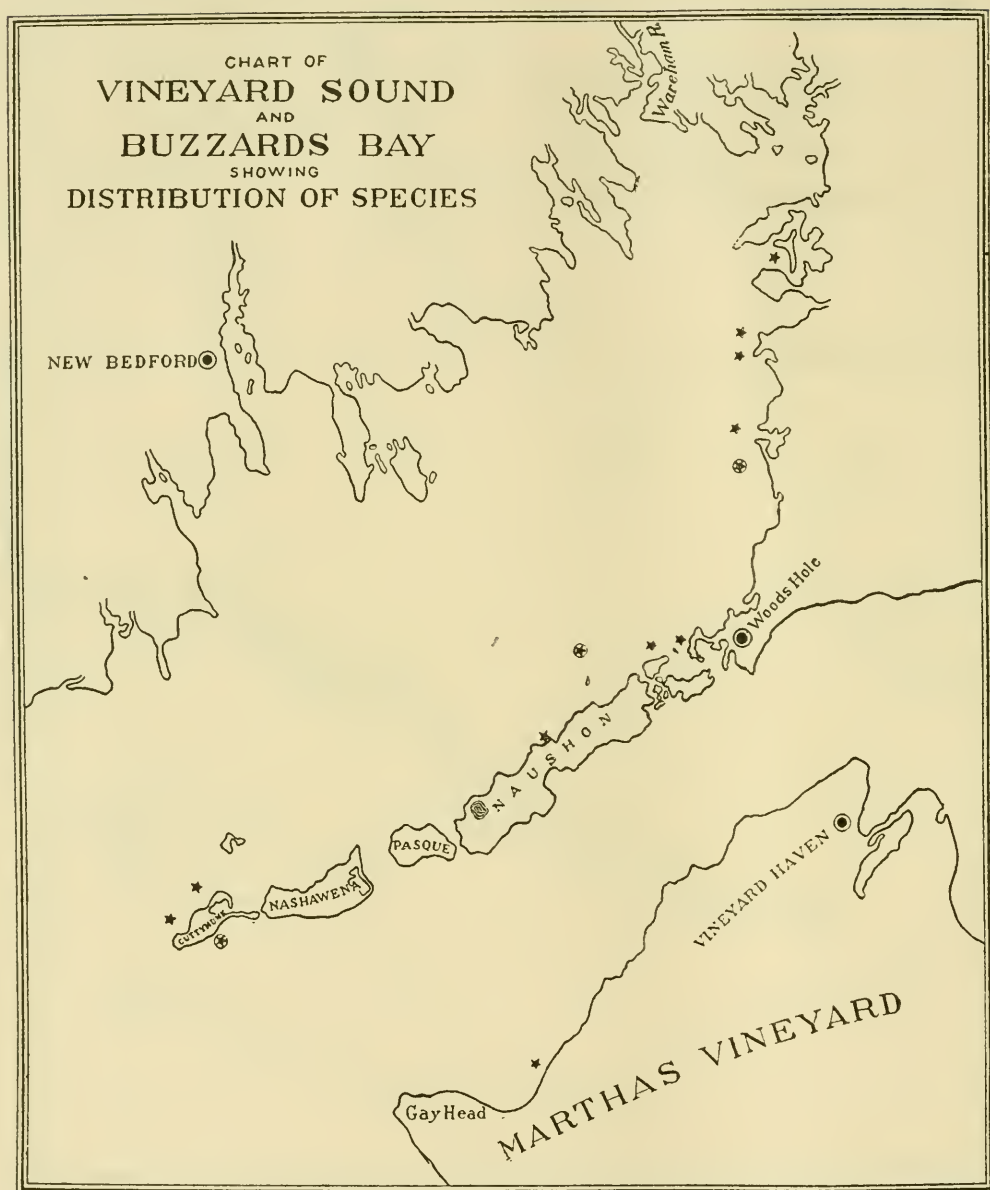 CHART OF
VINEYARD SOUND
AND
BUZZARDS BAY
SHOWING
DISTRIBUTION OF SPECIES
Wareham R.
NEW BEDFORD
Woods Hole
NAUSHON
PASQUE
NASHAWENA
CUTTYHUNK
VINEYARD HAVEN
MARTHAS VINEYARD
Gay Head